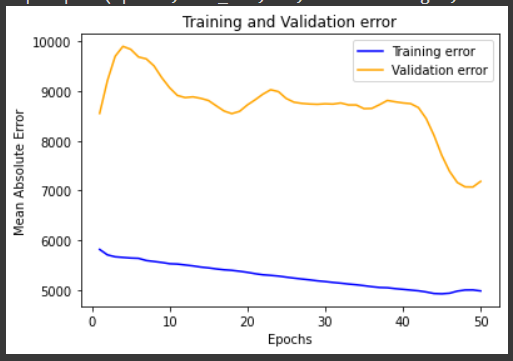 Training and Validation error
Training error
Validation error
Mean Absolute Error
10000
9000
8000
7000
6000
5000
0 10 20 30 40 50
Epochs